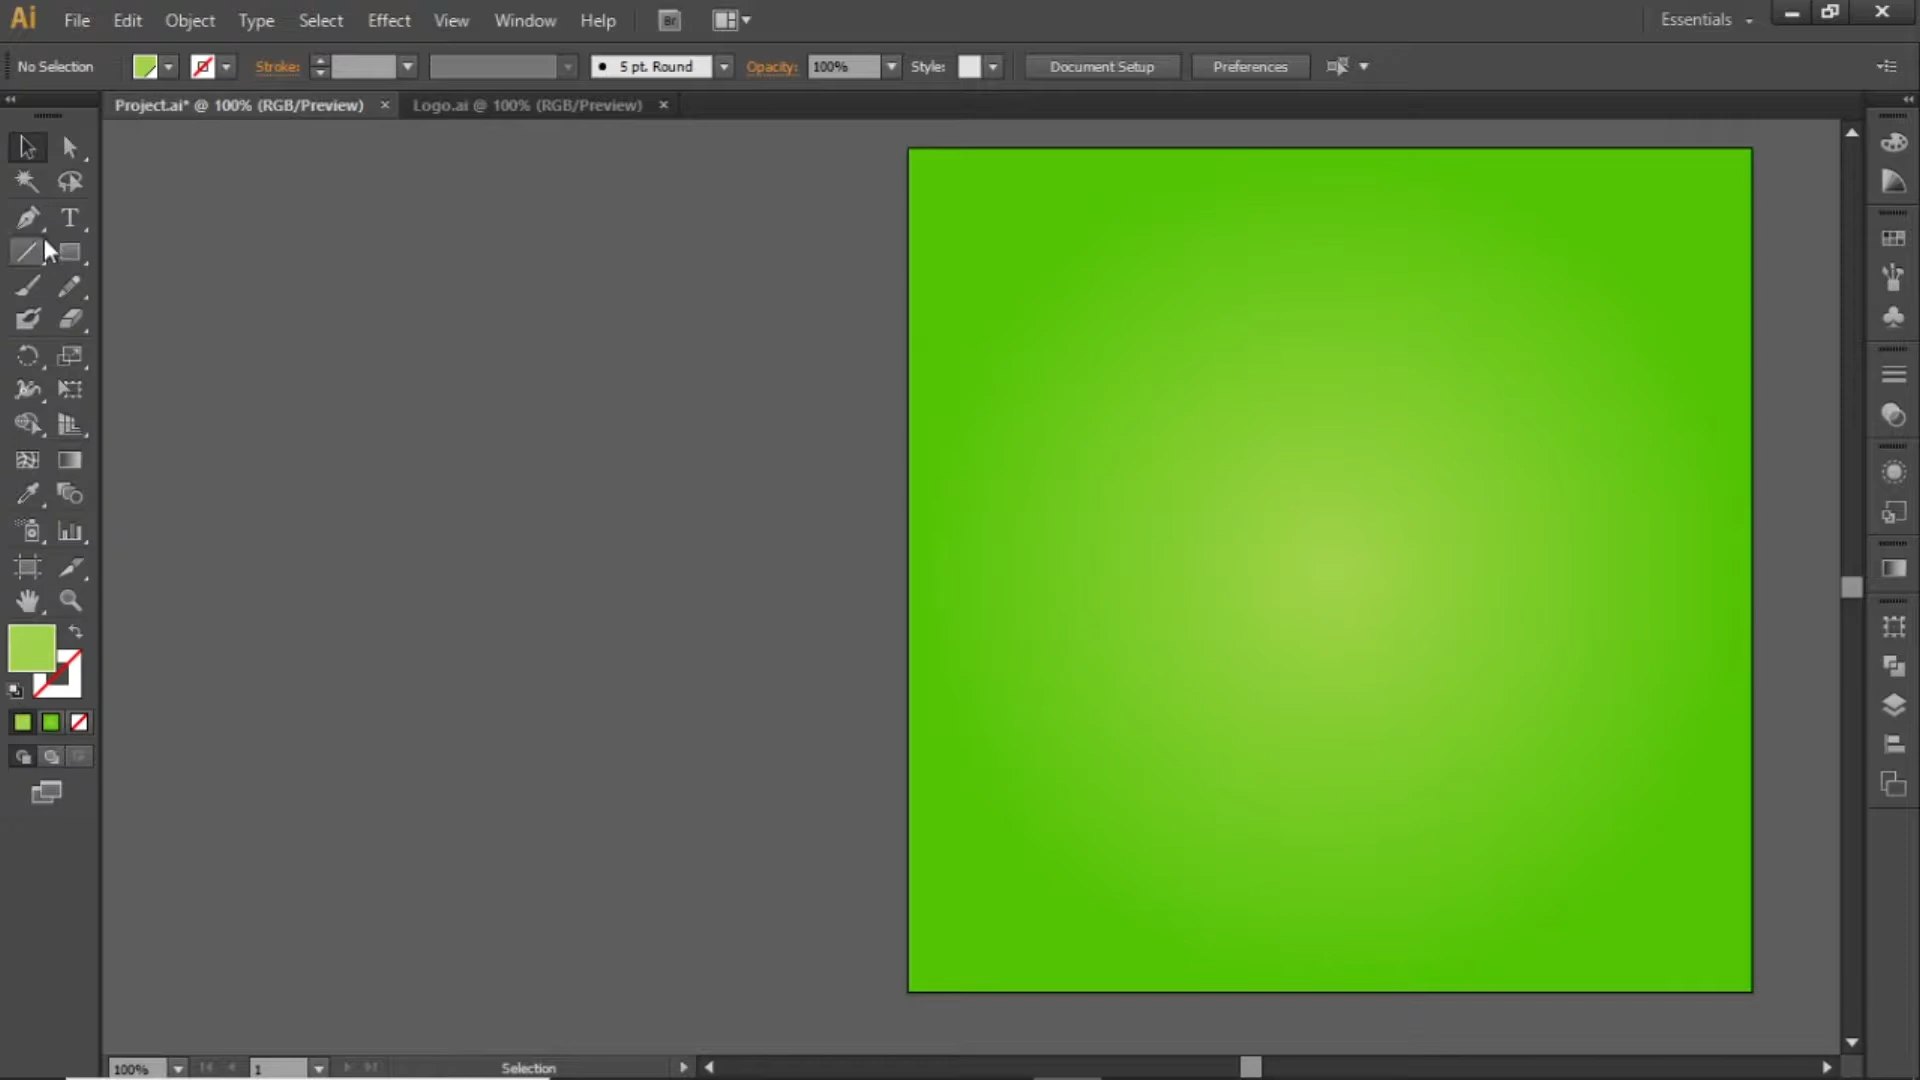 Ai File Edit Object Type Select Effect View Window Help Br Essentials
No Selection Stroke: 5 pt. Round Opacity: 100% Style: Document Setup Preferences
Project.ai* @ 100% (RGB/Preview) × Logo.ai @ 100% (RGB/Preview) ×
T
100% 1 Selection